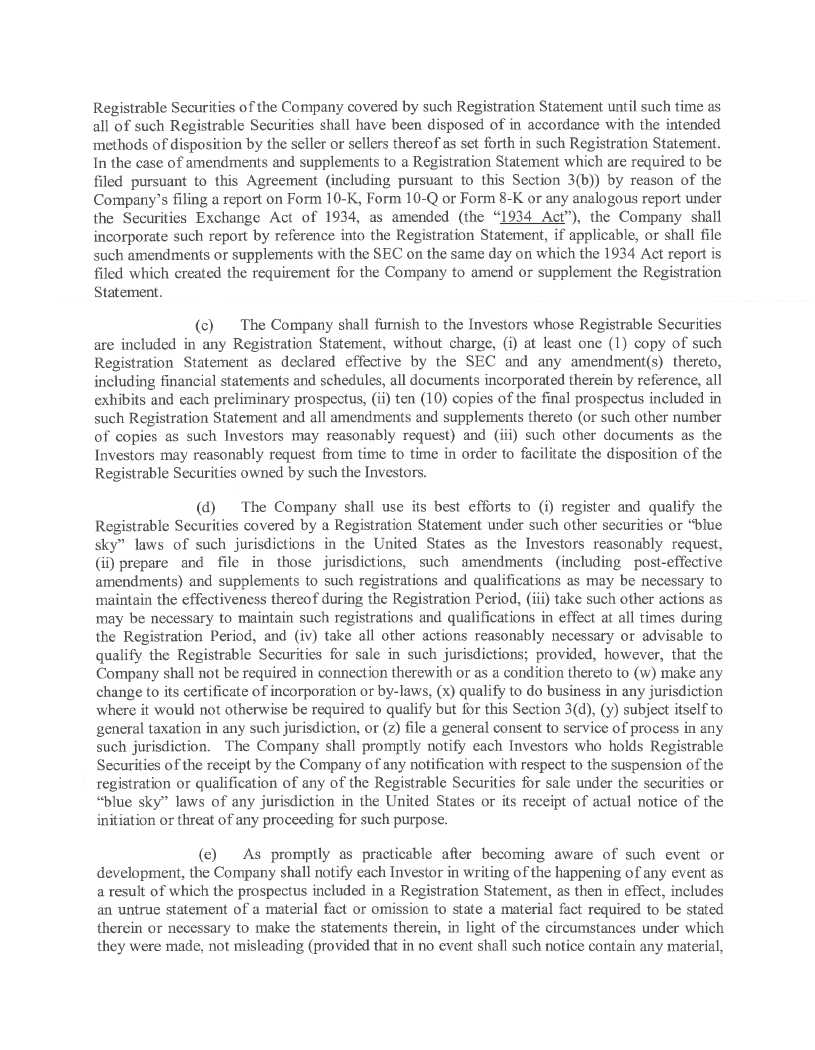 Registrable Securities of the Company covered by such Registration Statement until such time as
all of such Registrable Securities shall have been disposed of in accordance with the intended
methods of disposition by the seller or sellers thereof as set forth in such Registration Statement.
In the case of amendments and supplements to a Registration Statement which are required to be
filed pursuant to this Agreement (including pursuant to this Section 3(b)) by reason of the
Company's filing a report on Form 10-K, Form 10-Q or Form 8-K or any analogous report under
the Securities Exchange Act of 1934, as amended (the “1934 Act”), the Company shall
incorporate such report by reference into the Registration Statement, if applicable, or shall file
such amendments or supplements with the SEC on the same day on which the 1934 Act report is
filed which created the requirement for the Company to amend or supplement the Registration
Statement.
(c) The Company shall furnish to the Investors whose Registrable Securities
are included in any Registration Statement, without charge, (i) at least one (1) copy of such
Registration Statement as declared effective by the SEC and any amendment(s) thereto,
including financial statements and schedules, all documents incorporated therein by reference, all
exhibits and each preliminary prospectus, (ii) ten (10) copies of the final prospectus included in
such Registration Statement and all amendments and supplements thereto (or such other number
of copies as such Investors may reasonably request) and (iii) such other documents as the
Investors may reasonably request from time to time in order to facilitate the disposition of the
Registrable Securities owned by such the Investors.
(d) The Company shall use its best efforts to (i) register and qualify the
Registrable Securities covered by a Registration Statement under such other securities or “blue
sky” laws of such jurisdictions in the United States as the Investors reasonably request,
(ii) prepare and file in those jurisdictions, such amendments (including post-effective
amendments) and supplements to such registrations and qualifications as may be necessary to
maintain the effectiveness thereof during the Registration Period, (iii) take such other actions as
may be necessary to maintain such registrations and qualifications in effect at all times during
the Registration Period, and (iv) take all other actions reasonably necessary or advisable to
qualify the Registrable Securities for sale in such jurisdictions; provided, however, that the
Company shall not be required in connection therewith or as a condition thereto to (w) make any
change to its certificate of incorporation or by-laws, (x) qualify to do business in any jurisdiction
where it would not otherwise be required to qualify but for this Section 3(d), (y) subject itself to
general taxation in any such jurisdiction, or (z) file a general consent to service of process in any
such jurisdiction. The Company shall promptly notify each Investors who holds Registrable
Securities of the receipt by the Company of any notification with respect to the suspension of the
registration or qualification of any of the Registrable Securities for sale under the securities or
“blue sky” laws of any jurisdiction in the United States or its receipt of actual notice of the
initiation or threat of any proceeding for such purpose.
(e) As promptly as practicable after becoming aware of such event or
development, the Company shall notify each Investor in writing of the happening of any event as
a result of which the prospectus included in a Registration Statement, as then in effect, includes
an untrue statement of a material fact or omission to state a material fact required to be stated
therein or necessary to make the statements therein, in light of the circumstances under which
they were made, not misleading (provided that in no event shall such notice contain any material,